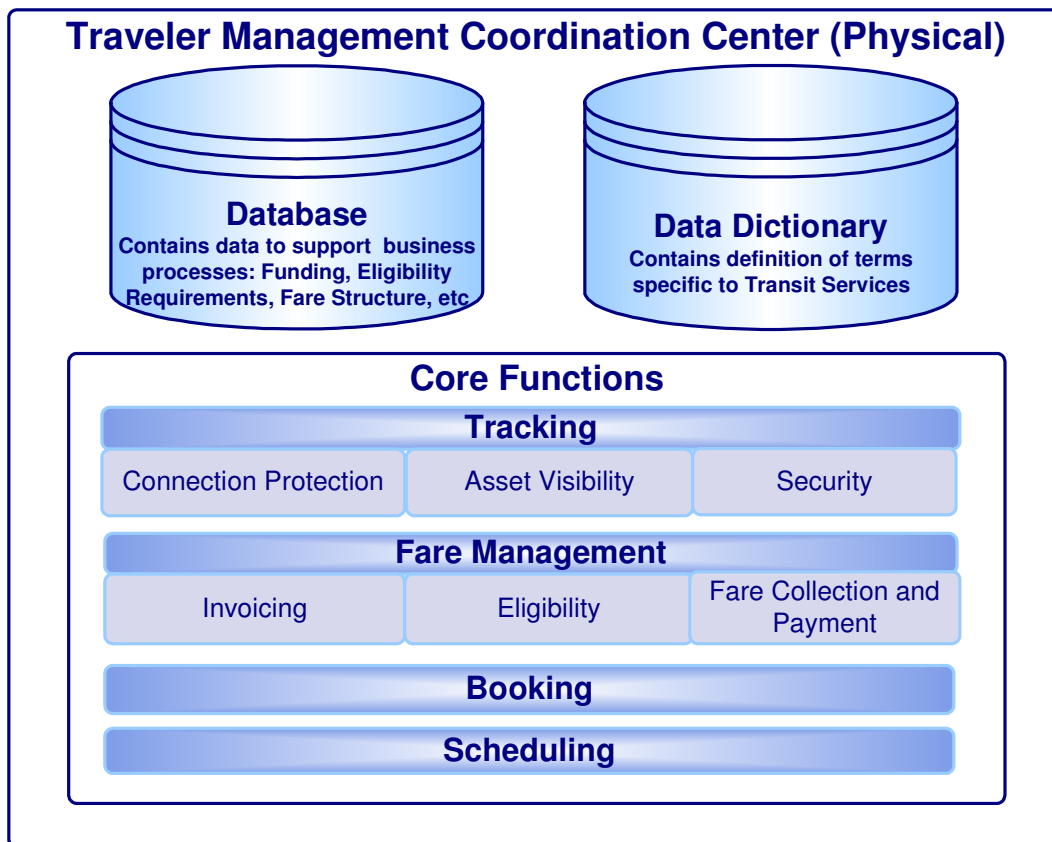 Traveler Management Coordination Center (Physical)
Database
Contains data to support business
processes: Funding, Eligibility
Requirements, Fare Structure, etc
Data Dictionary
Contains definition of terms
specific to Transit Services
Core Functions
Tracking
Connection Protection
Asset Visibility
Security
Fare Management
Invoicing
Eligibility
Fare Collection and
Payment
Booking
Scheduling